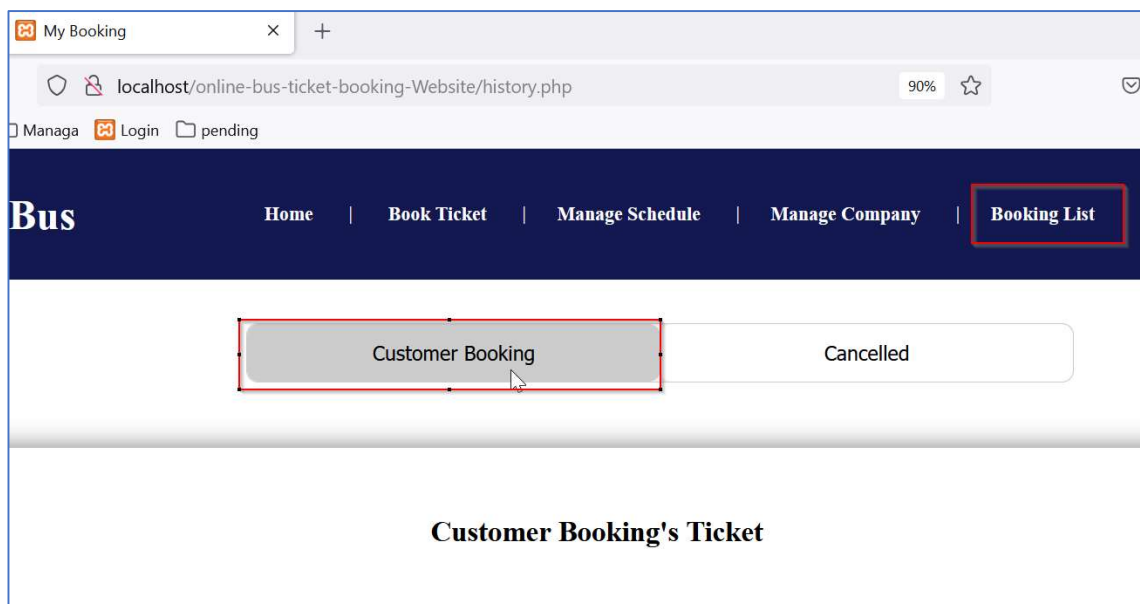 My Booking
localhost/online-bus-ticket-booking-Website/history.php 90%
Managa Login pending
Bus Home | Book Ticket | Manage Schedule | Manage Company | Booking List
Customer Booking Cancelled
Customer Booking's Ticket